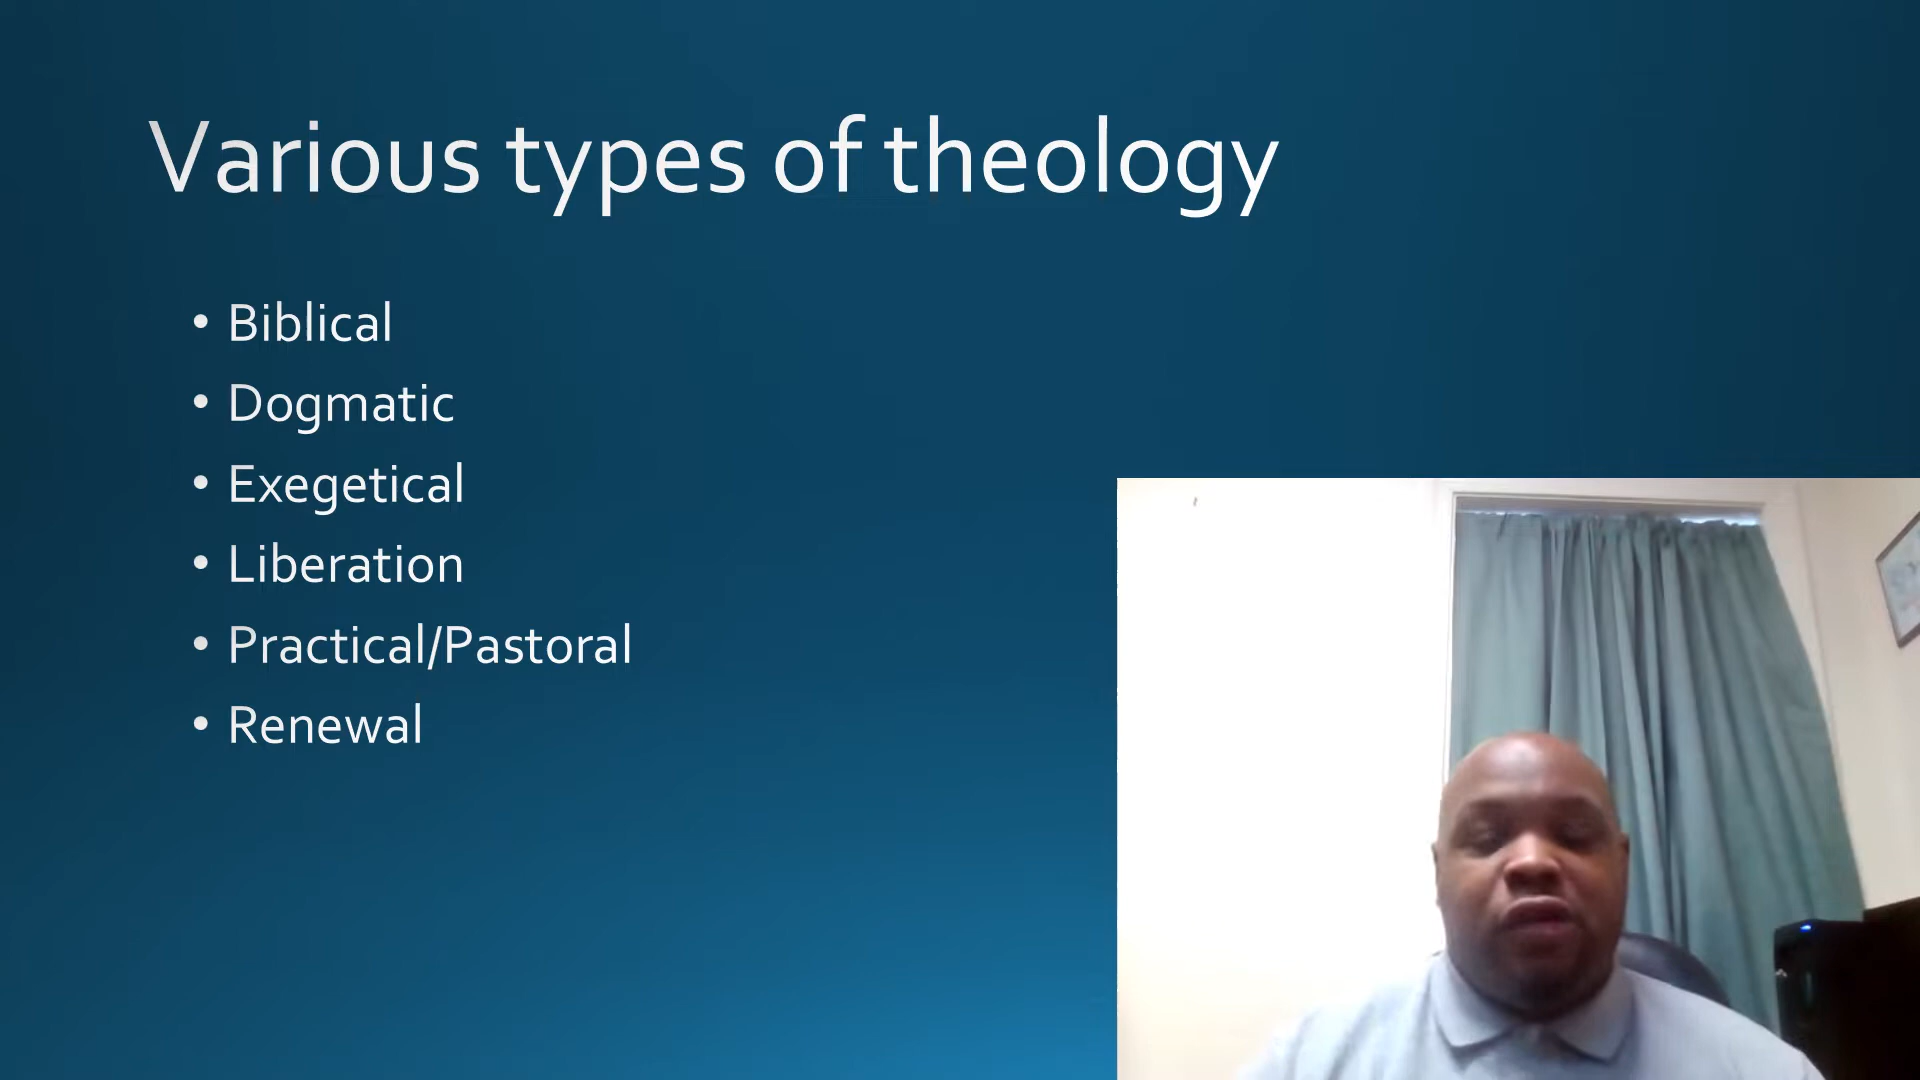 Various types of theology
• Biblical
• Dogmatic
• Exegetical
• Liberation
• Practical/Pastoral
• Renewal